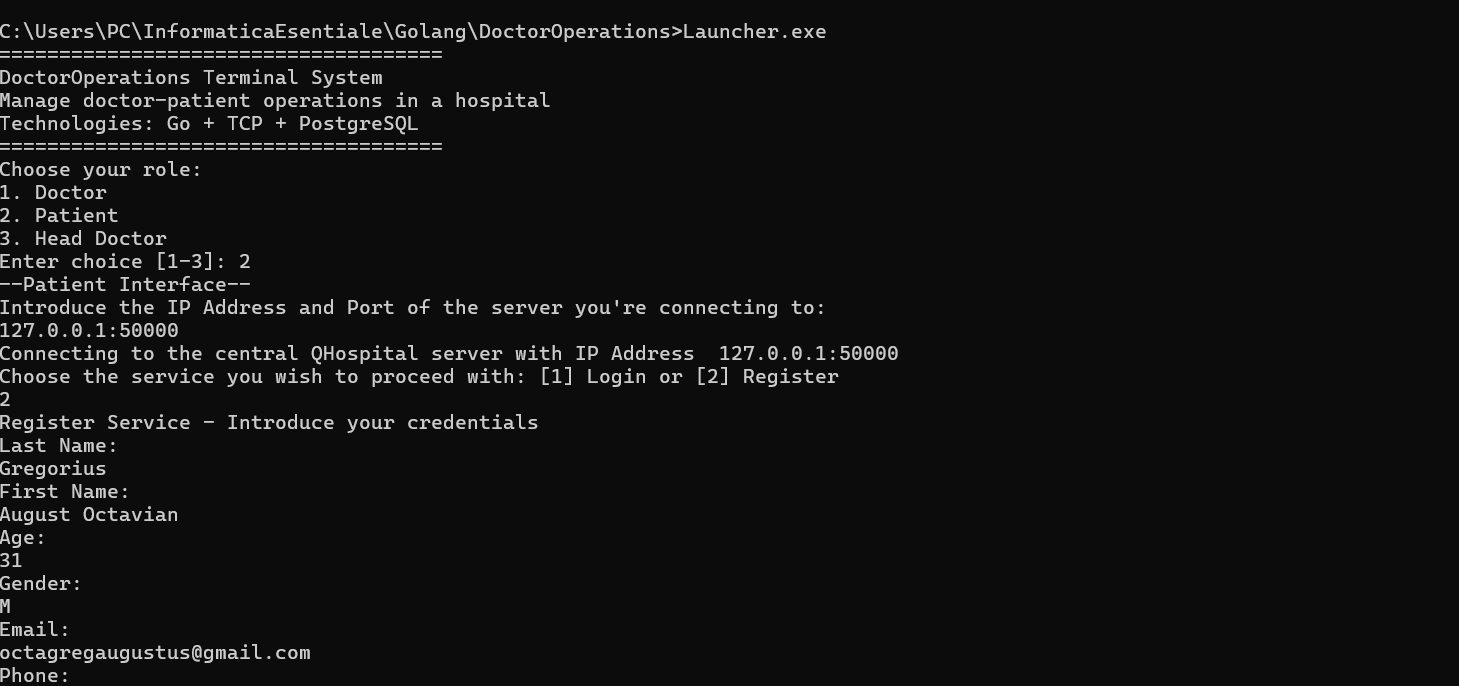 C:\Users\PC\InformaticaEsentiale\Golang\DoctorOperations>Launcher.exe
=====================================
DoctorOperations Terminal System
Manage doctor-patient operations in a hospital
Technologies: Go + TCP + PostgreSQL
=====================================
Choose your role:
1. Doctor
2. Patient
3. Head Doctor
Enter choice [1-3]: 2
--Patient Interface--
Introduce the IP Address and Port of the server you're connecting to:
127.0.0.1:50000
Connecting to the central QHospital server with IP Address  127.0.0.1:50000
Choose the service you wish to proceed with: [1] Login or [2] Register
2
Register Service - Introduce your credentials
Last Name:
Gregorius
First Name:
August Octavian
Age:
31
Gender:
M
Email:
octagregaugustus@gmail.com
Phone: